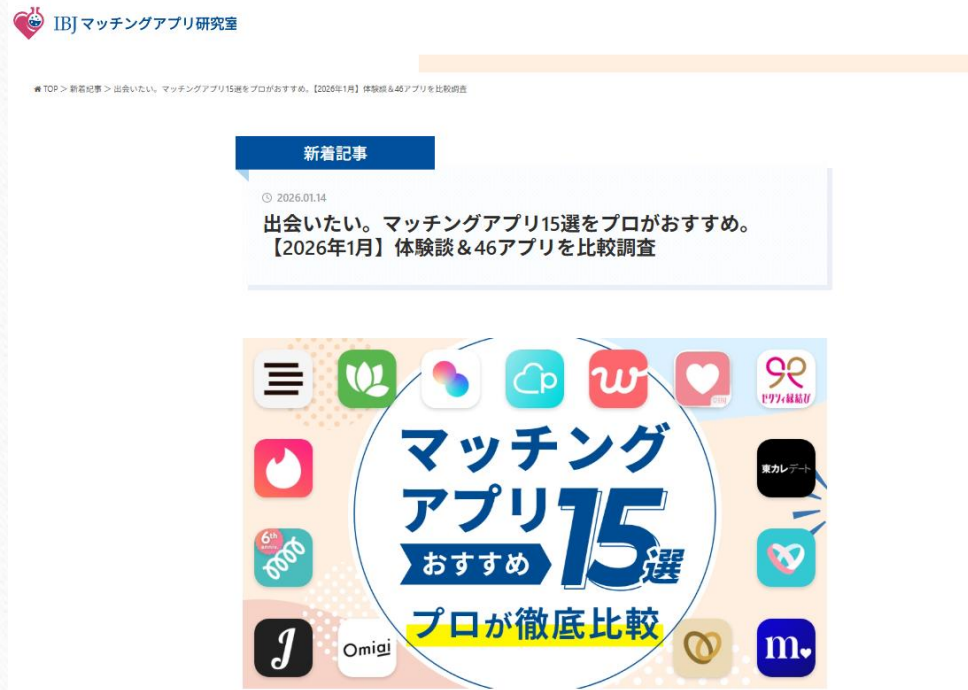 IBJ マッチングアプリ研究室
TOP > 新着記事 > 出会いたい。マッチングアプリ15選をプロがおすすめ。【2026年1月】体験談＆46アプリを比較調査
新着記事
2026.01.14
出会いたい。マッチングアプリ15選をプロがおすすめ。
【2026年1月】体験談＆46アプリを比較調査
p
w
ゼクシィ縁結び
マッチング
アプリ15選
おすすめ
プロが徹底比較
東カレデート
6th
J
Omiai
m